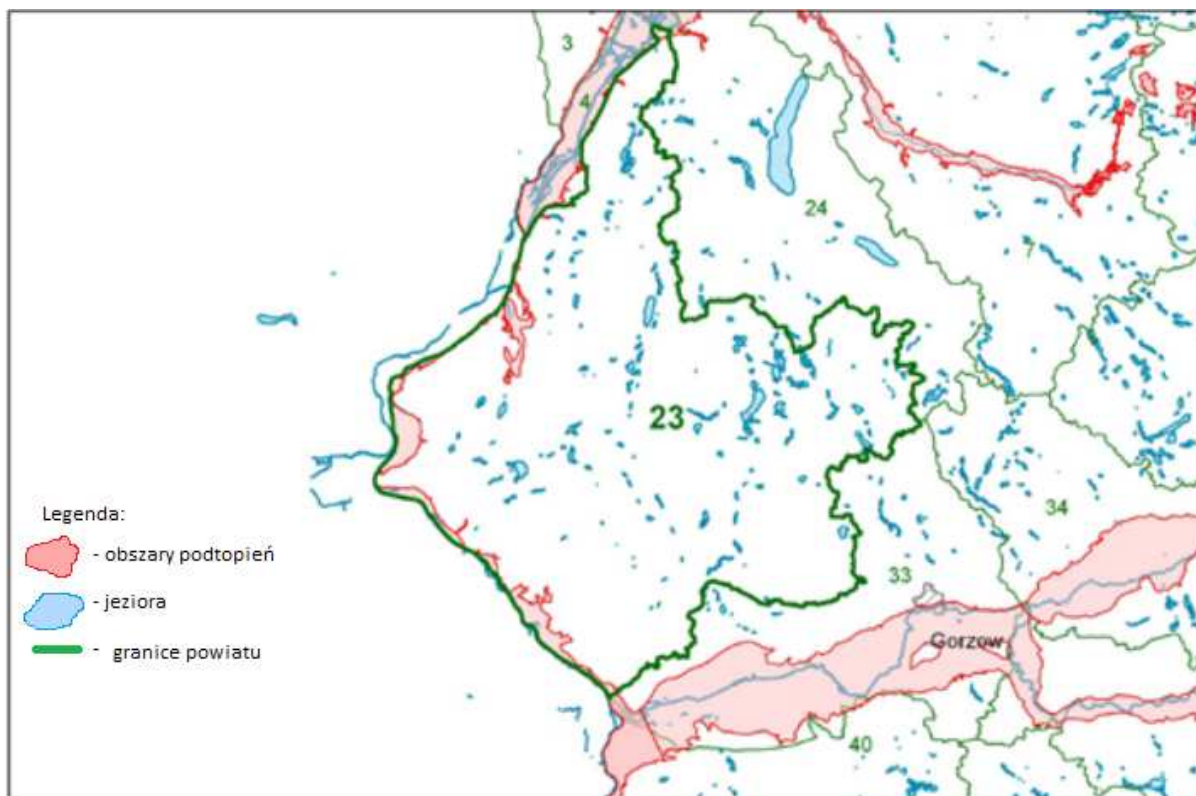 3
4
24
7
23
34
33
Gorzow
40
Legenda:
- obszary podtopień
- jeziora
- granice powiatu